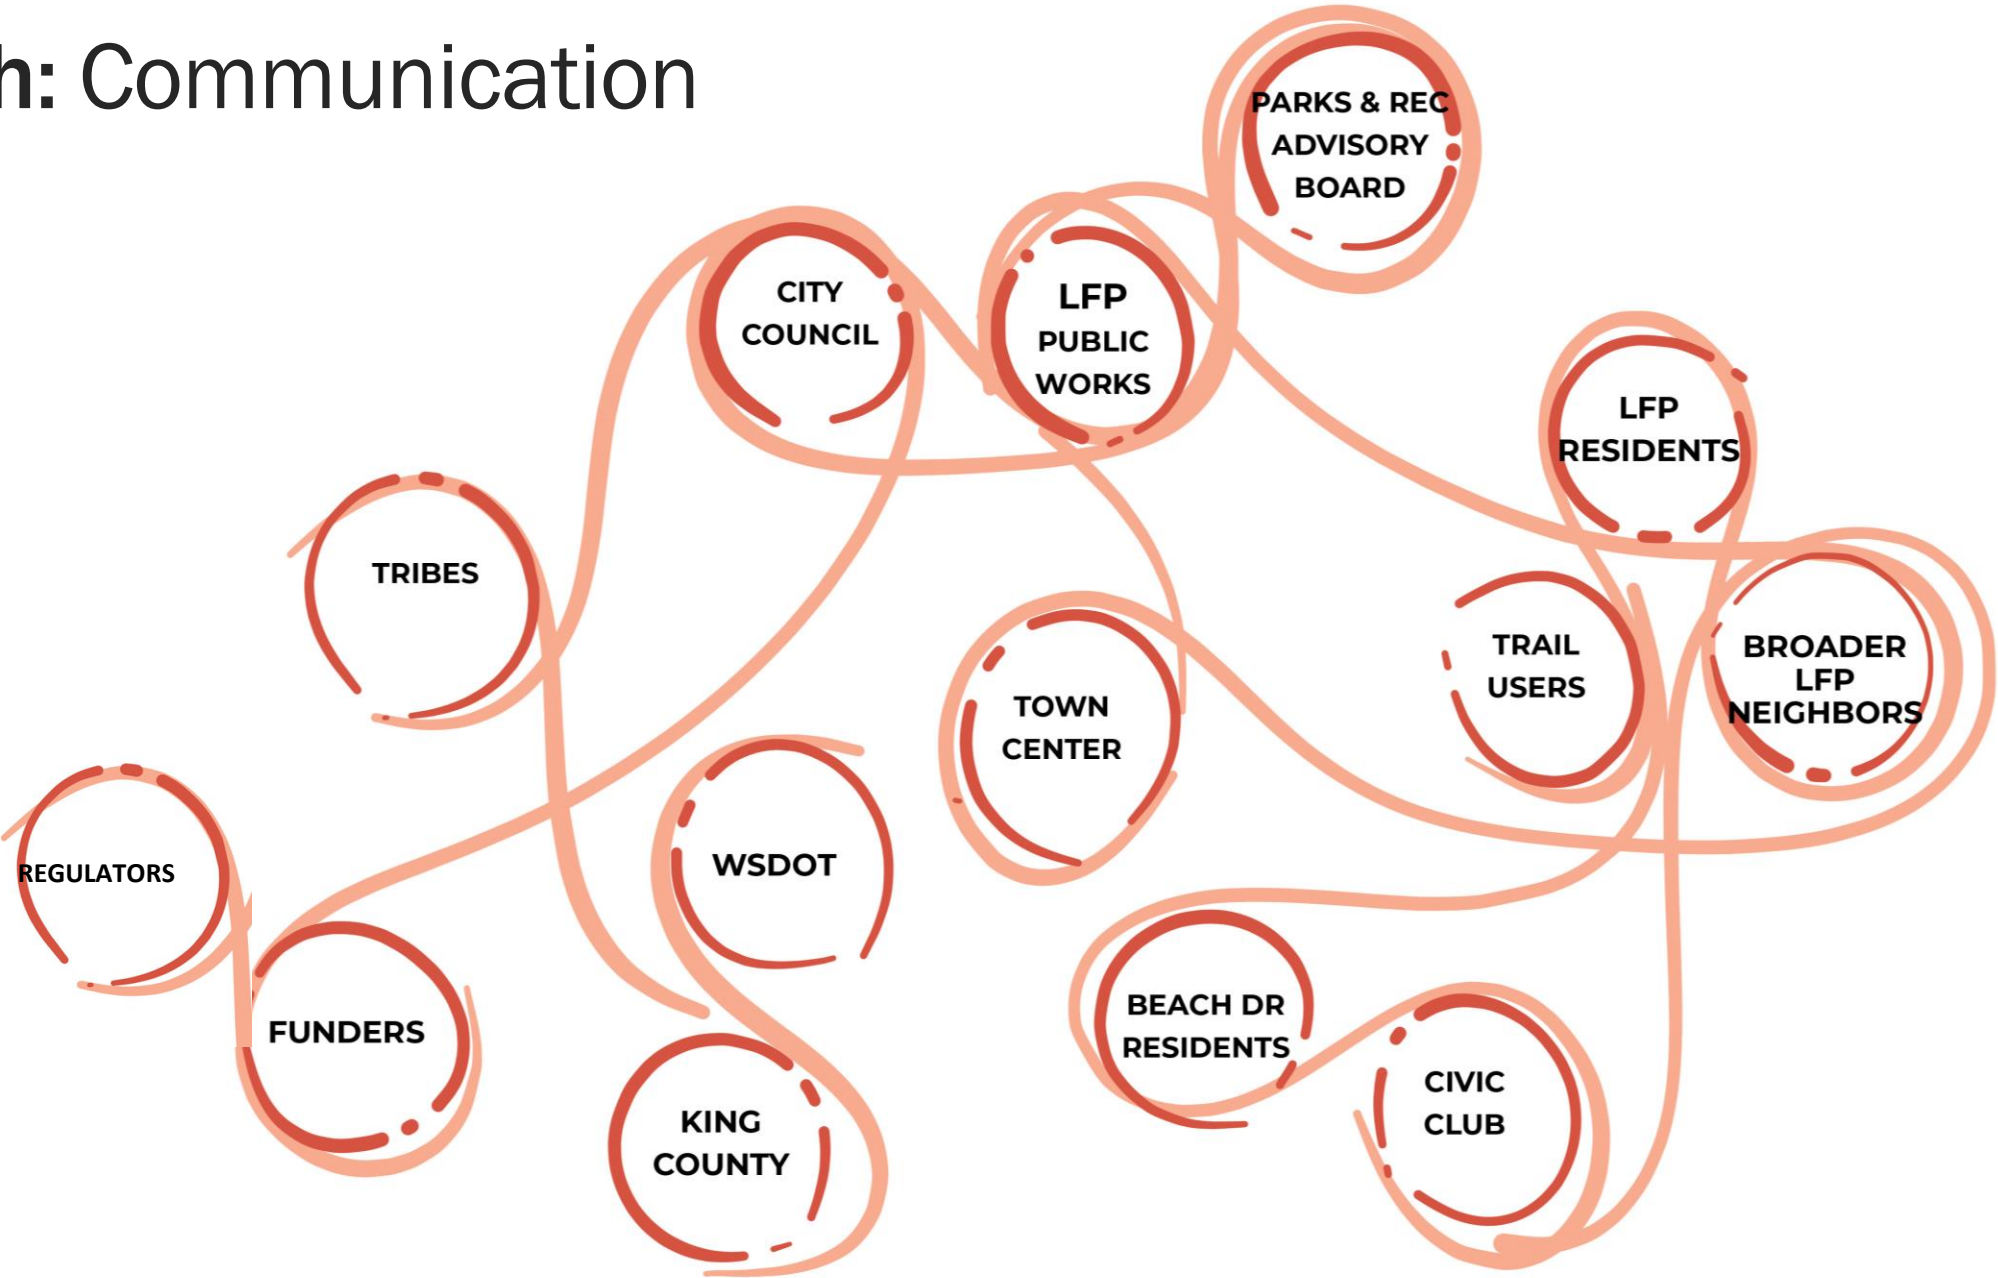 h: Communication
PARKS & REC
ADVISORY
BOARD
CITY
COUNCIL
LFP
PUBLIC
WORKS
LFP
RESIDENTS
TRIBES
TRAIL
USERS
BROADER
LFP
NEIGHBORS
TOWN
CENTER
WSDOT
REGULATORS
FUNDERS
BEACH DR
RESIDENTS
CIVIC
CLUB
KING
COUNTY